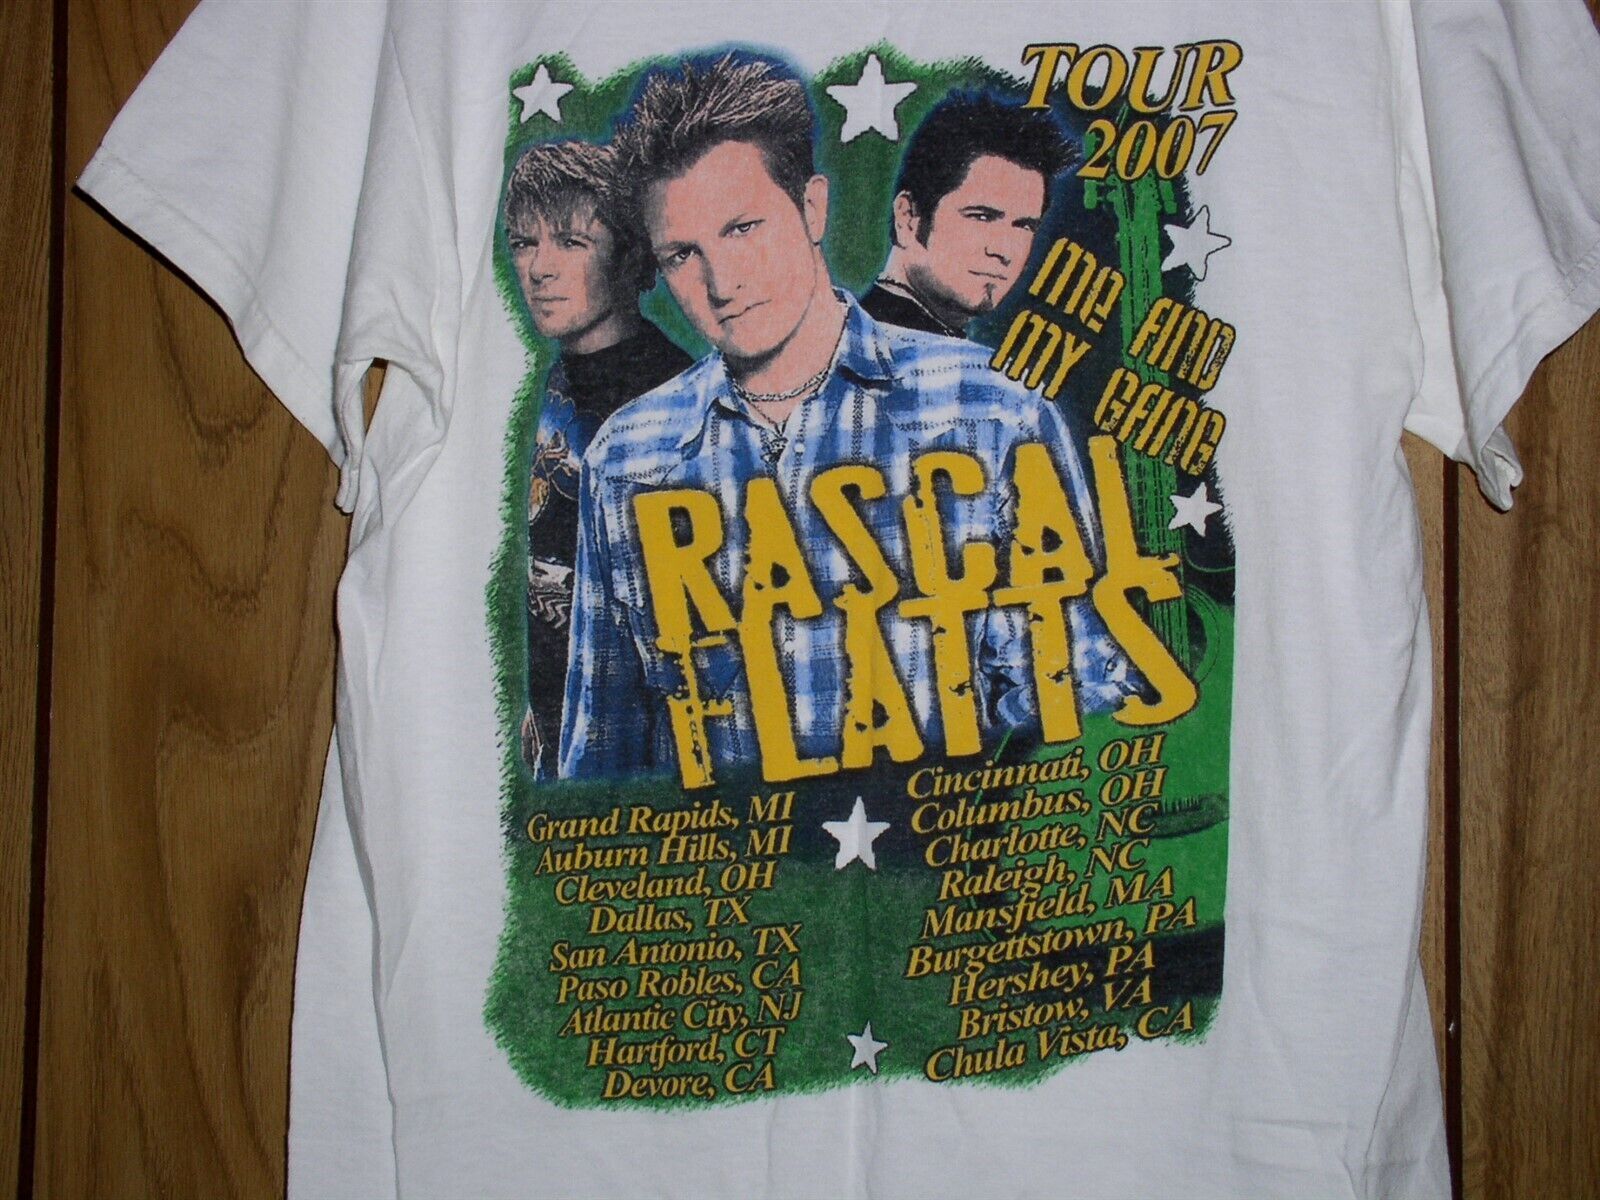 TOUR
2007
ME AND
MY GANG
RASCAL
FLATTS
Grand Rapids, MI
Auburn Hills, MI
Cleveland, OH
Dallas, TX
San Antonio, TX
Paso Robles, CA
Atlantic City, NJ
Hartford, CT
Devore, CA
Cincinnati, OH
Columbus, OH
Charlotte, NC
Raleigh, NC
Mansfield, MA
Burgettstown, PA
Hershey, PA
Bristow, VA
Chula Vista, CA